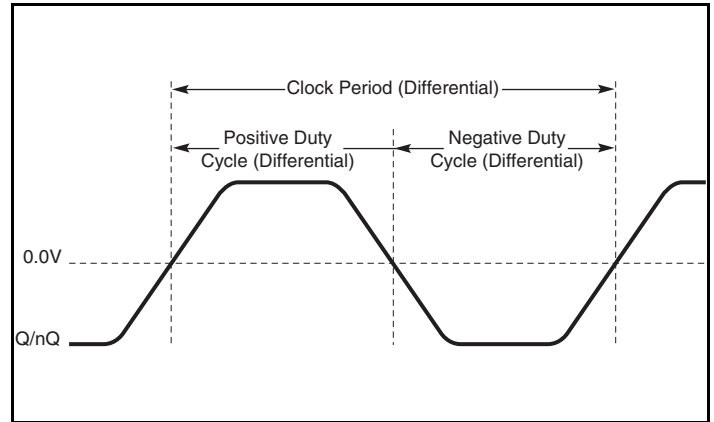 Clock Period (Differential)
Positive Duty
Cycle (Differential)
Negative Duty
Cycle (Differential)
0.0V
Q/nQ